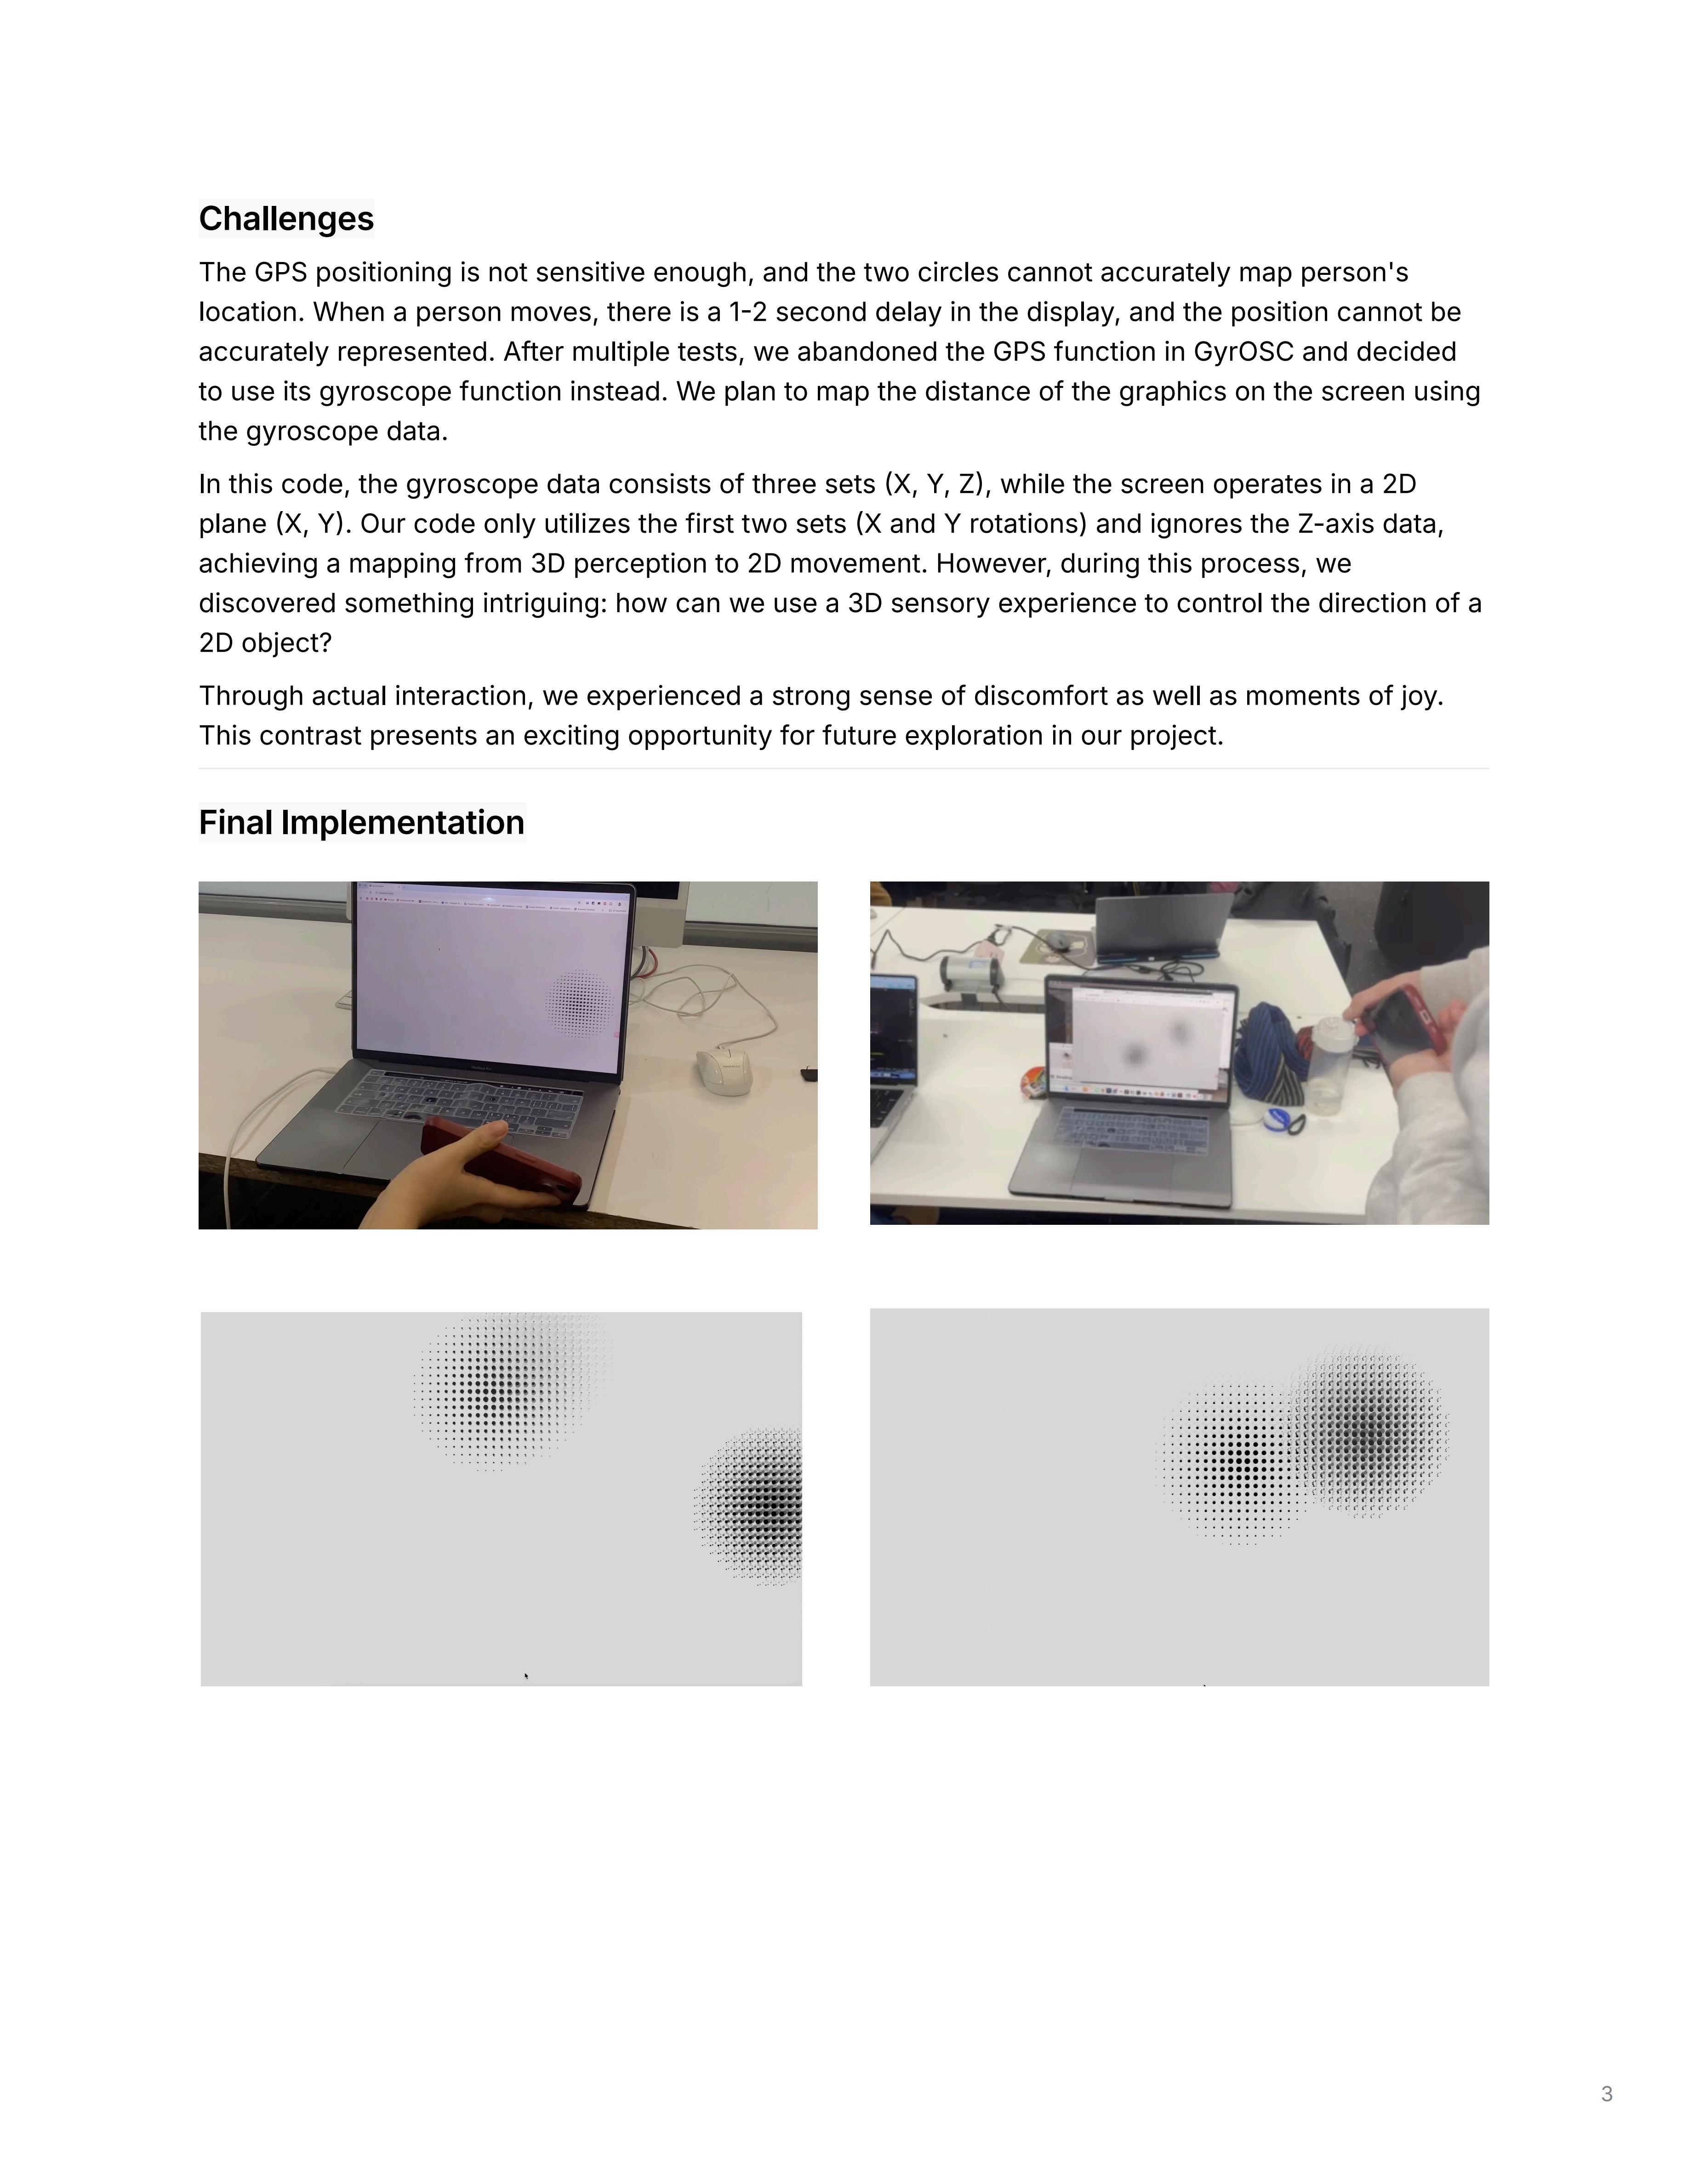 Challenges
The GPS positioning is not sensitive enough, and the two circles cannot accurately map person's
location. When a person moves, there is a 1-2 second delay in the display, and the position cannot be
accurately represented. After multiple tests, we abandoned the GPS function in GyrOSC and decided
to use its gyroscope function instead. We plan to map the distance of the graphics on the screen using
the gyroscope data.
In this code, the gyroscope data consists of three sets (X, Y, Z), while the screen operates in a 2D
plane (X, Y). Our code only utilizes the first two sets (X and Y rotations) and ignores the Z-axis data,
achieving a mapping from 3D perception to 2D movement. However, during this process, we
discovered something intriguing: how can we use a 3D sensory experience to control the direction of a
2D object?
Through actual interaction, we experienced a strong sense of discomfort as well as moments of joy.
This contrast presents an exciting opportunity for future exploration in our project.
Final Implementation
3